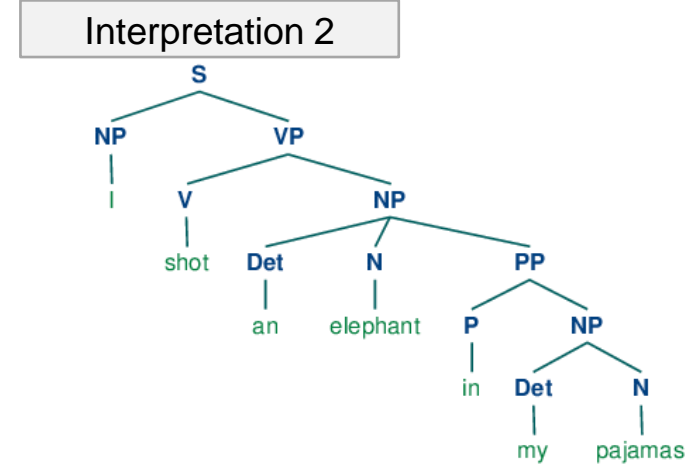 Interpretation 2
S
NP VP
I V NP
shot Det N PP
an elephant P NP
in Det N
my pajamas